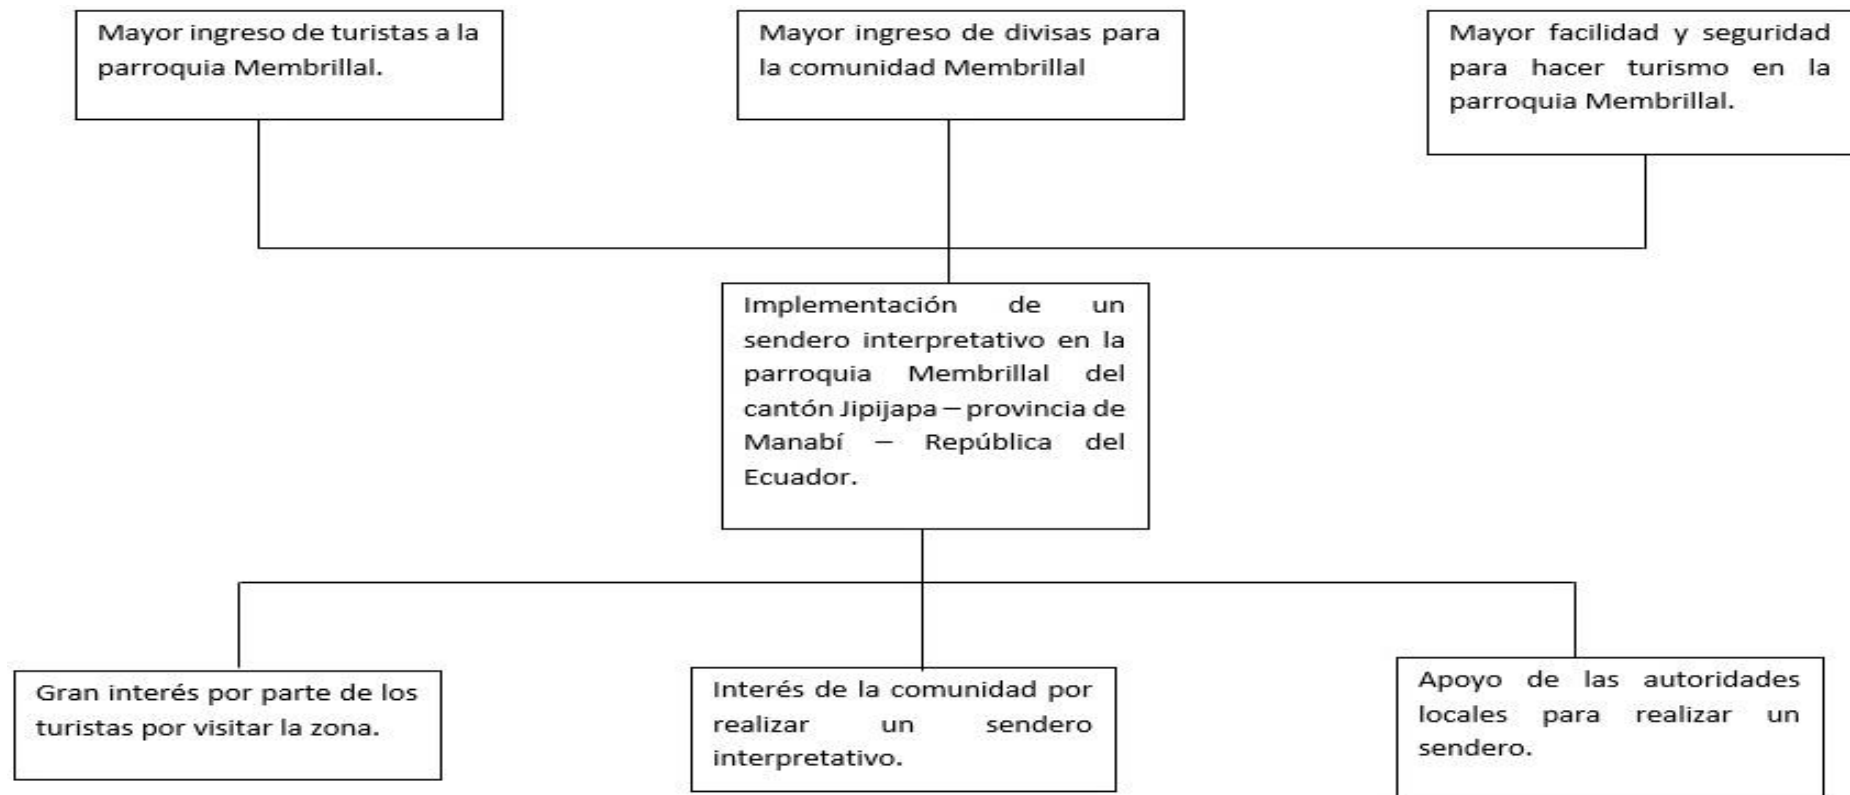 Mayor ingreso de turistas a la
parroquia Membrillal.
Mayor ingreso de divisas para
la comunidad Membrillal
Mayor facilidad y seguridad
para hacer turismo en la
parroquia Membrillal.
Implementación de un
sendero interpretativo en la
parroquia Membrillal del
cantón Jipijapa – provincia de
Manabí – República del
Ecuador.
Gran interés por parte de los
turistas por visitar la zona.
Interés de la comunidad por
realizar un sendero
interpretativo.
Apoyo de las autoridades
locales para realizar un
sendero.